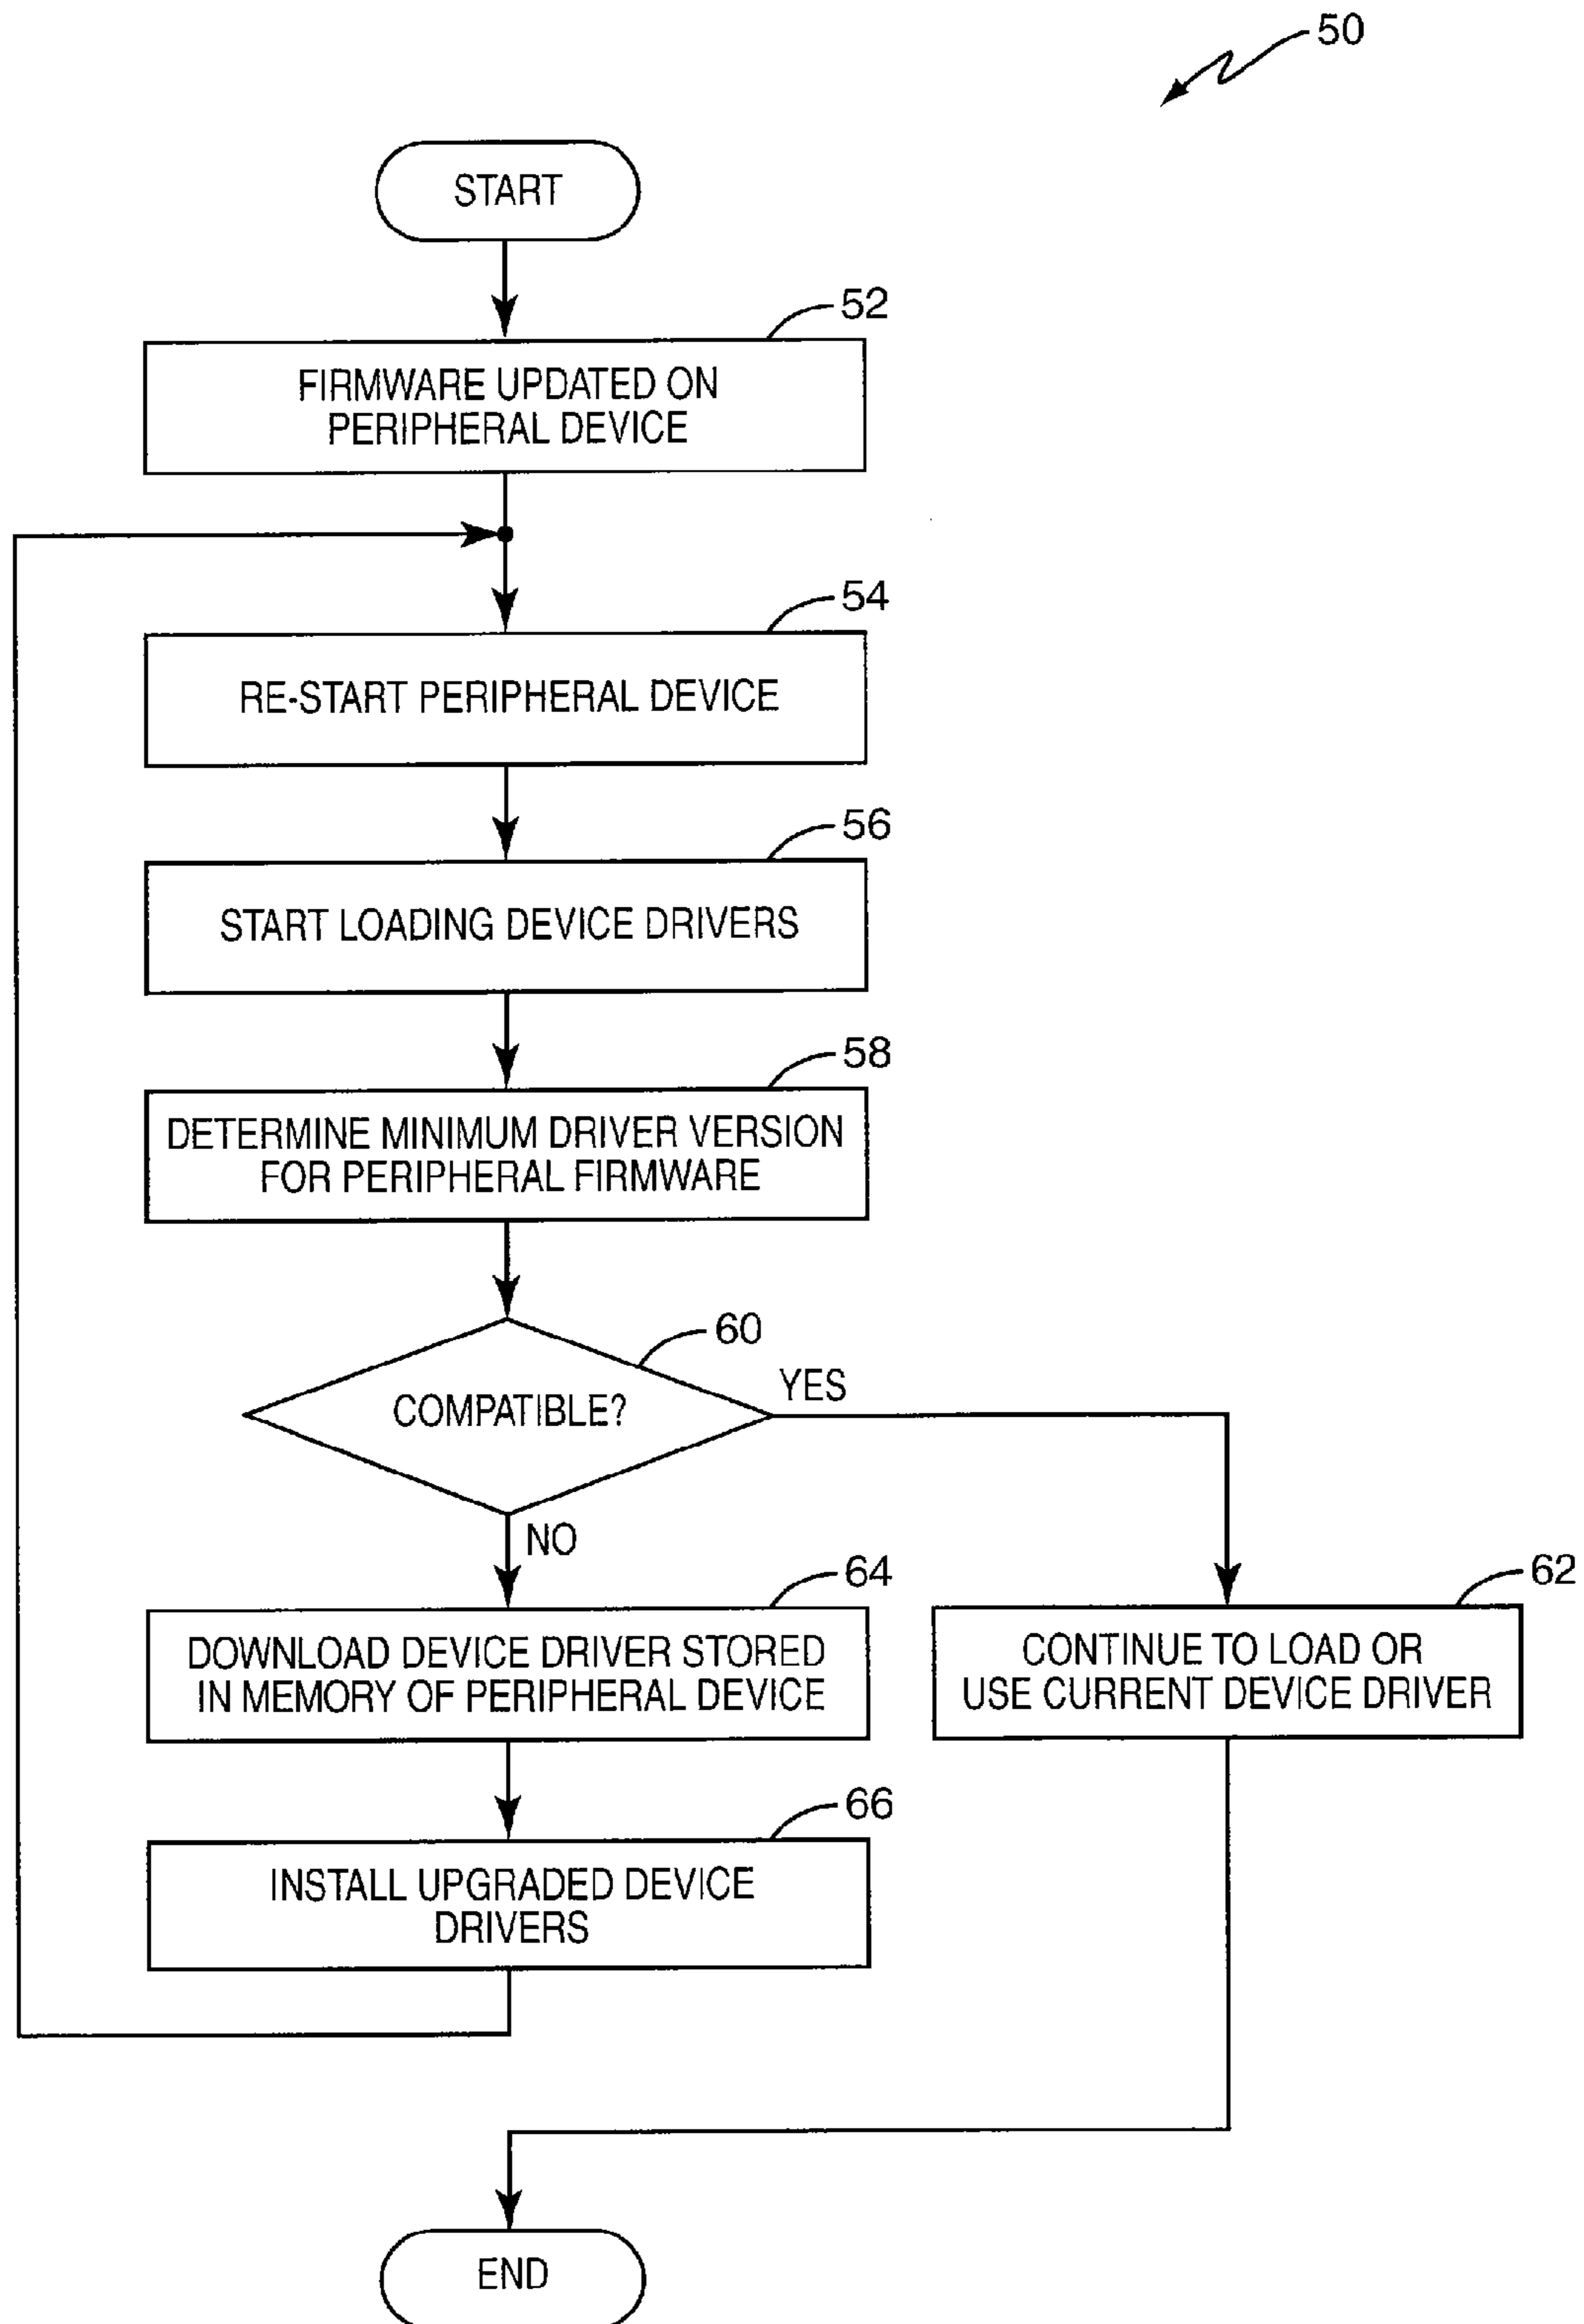 50
START
52
FIRMWARE UPDATED ON
PERIPHERAL DEVICE
54
RE-START PERIPHERAL DEVICE
56
START LOADING DEVICE DRIVERS
58
DETERMINE MINIMUM DRIVER VERSION
FOR PERIPHERAL FIRMWARE
60
COMPATIBLE?
YES
NO
64
DOWNLOAD DEVICE DRIVER STORED
IN MEMORY OF PERIPHERAL DEVICE
62
CONTINUE TO LOAD OR
USE CURRENT DEVICE DRIVER
66
INSTALL UPGRADED DEVICE
DRIVERS
END